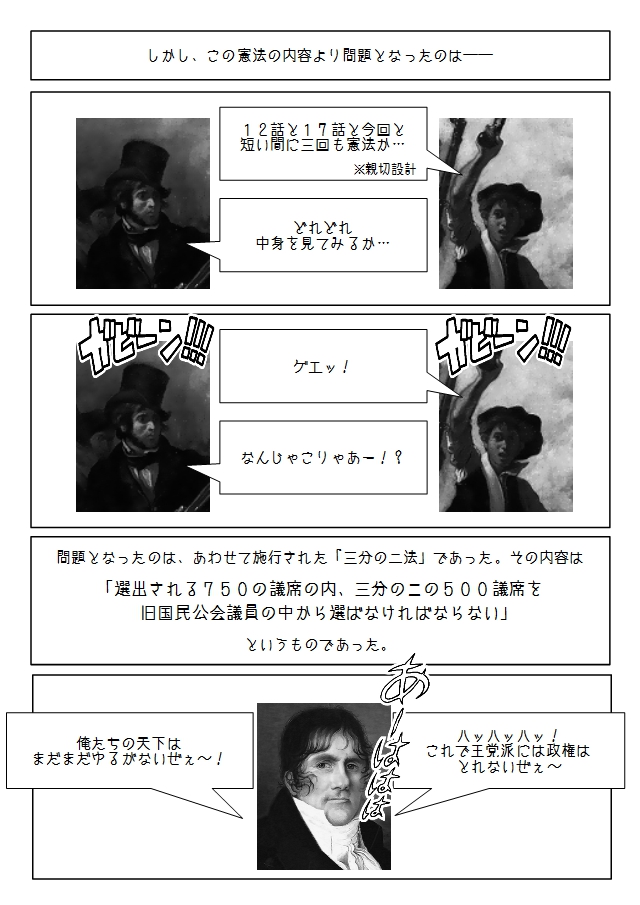 しかし、この憲法の内容より問題となったのは――
１２話と１７話と今回と
短い間に三回も憲法か…
※親切設計
どれどれ
中身を見てみるか…
ガビーン!!!!
ガビーン!!!!
ゲエッ！
なんじゃこりゃあー！？
問題となったのは、あわせて施行された「三分の二法」であった。その内容は
「選出される７５０の議席の内、三分の二の５００議席を
旧国民公会議員の中から選ばなければならない」
というものであった。
あーははは
ハッハッハッ！
これで王党派には政権は
とれないぜぇ～
俺たちの天下は
まだまだゆるがないぜぇ～！